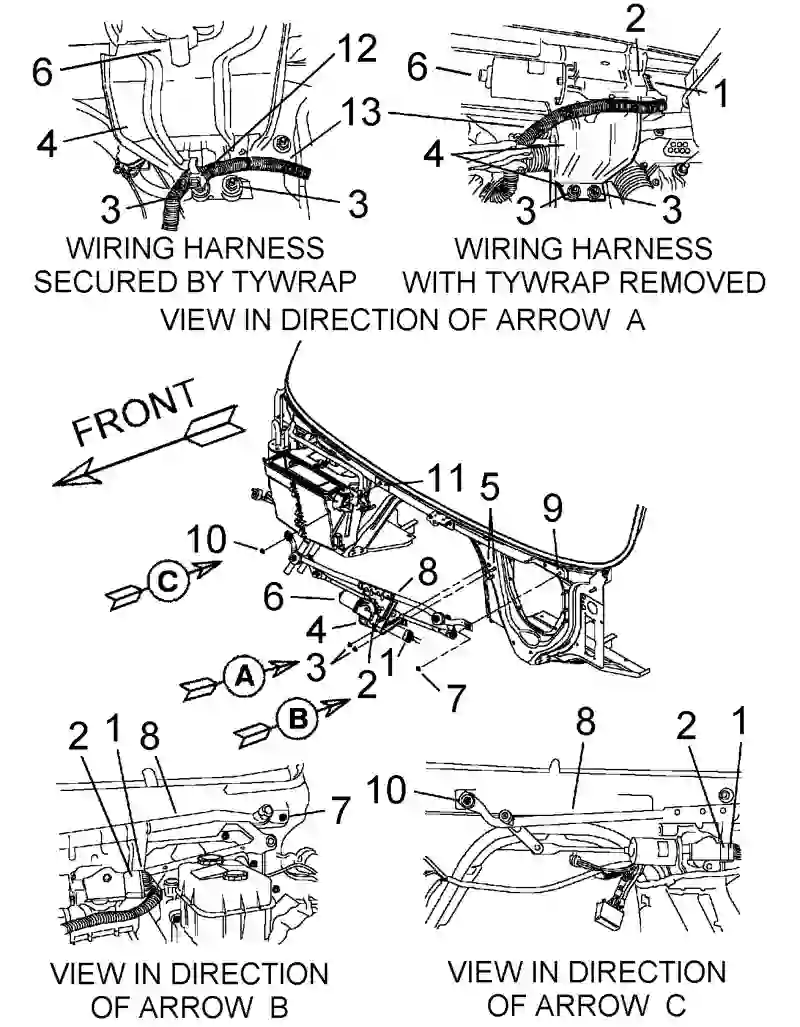 12
2
6
6
1
13
4
4
3
3
3
3
WIRING HARNESS
SECURED BY TYWRAP
WIRING HARNESS
WITH TYWRAP REMOVED
VIEW IN DIRECTION OF ARROW A
FRONT
11
5
9
10
C
8
6
4
A
3
2
1
7
B
2 1 8
7
8
2
1
10
2
VIEW IN DIRECTION
OF ARROW B
VIEW IN DIRECTION
OF ARROW C